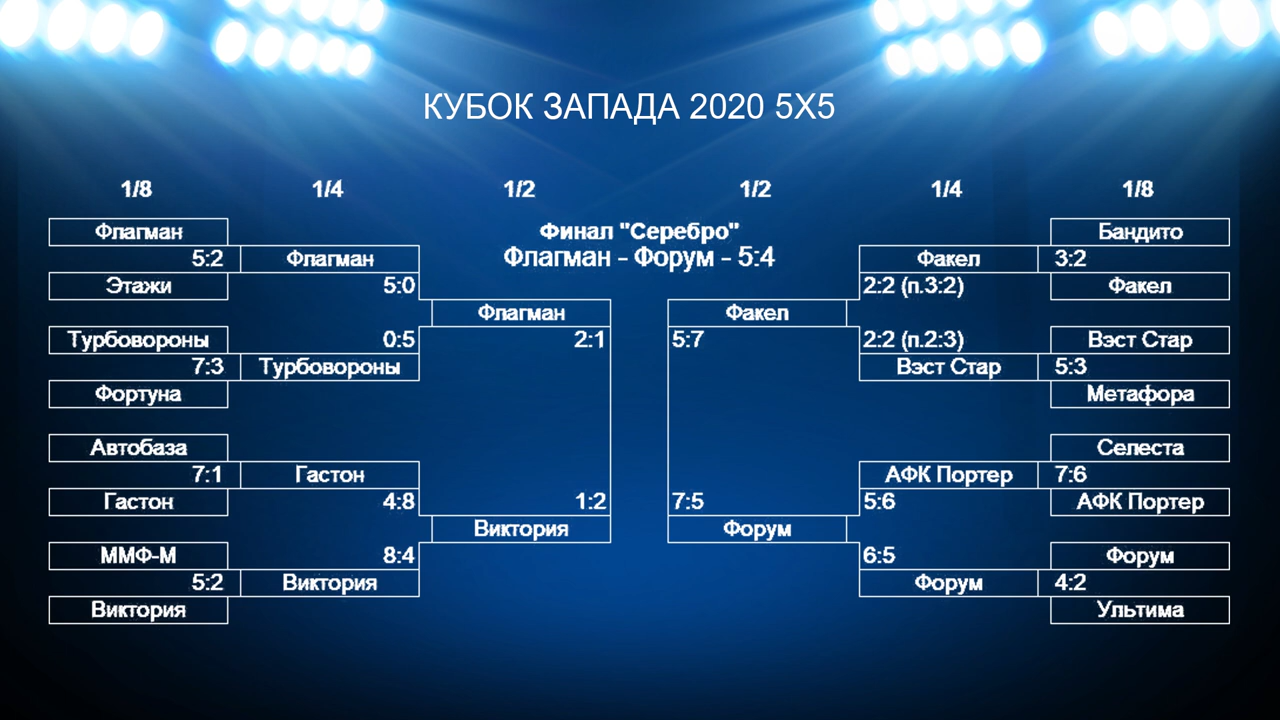 КУБОК ЗАПАДА 2020 5Х5
1/8 1/4 1/2 1/2 1/4 1/8
Флагман Финал "Серебро" Бандито
5:2 Флагман Флагман - Форум - 5:4 Факел 3:2
Этажи 5:0 2:2 (п.3:2) Факел
Флагман Факел
Турбовороны 0:5 2:1 5:7 2:2 (п.2:3) Вэст Стар
7:3 Турбовороны Вэст Стар 5:3
Фортуна Метафора
Автобаза Селеста
7:1 Гастон АФК Портер 7:6
Гастон 4:8 1:2 7:5 5:6 АФК Портер
Виктория Форум
ММФ-М 8:4 6:5 Форум
5:2 Виктория Форум 4:2
Виктория Ультима